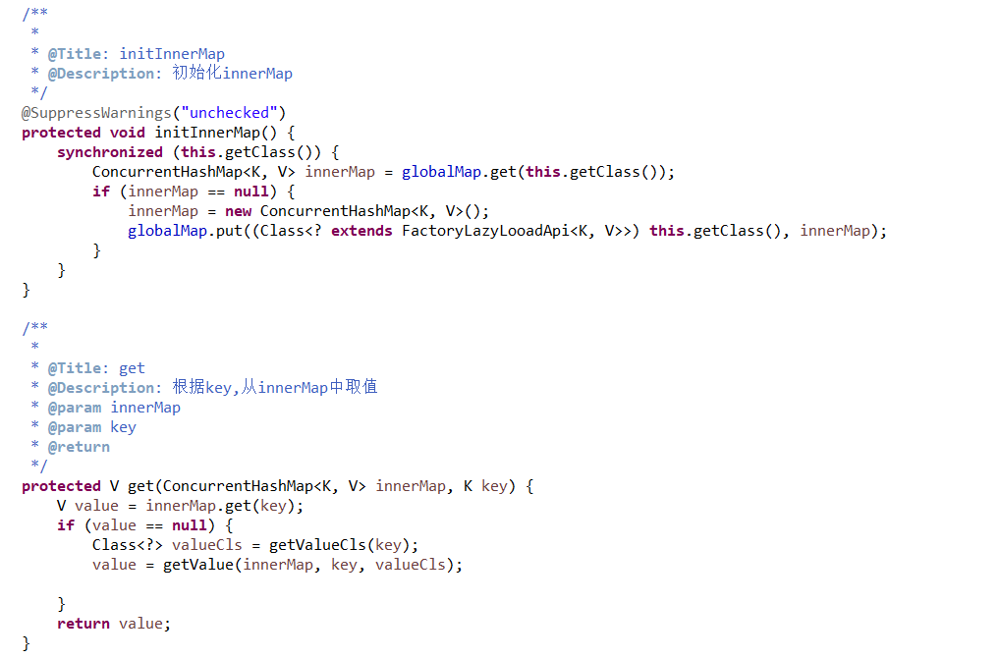 /**
 *
 * @Title: initInnerMap
 * @Description: 初始化innerMap
 */
@SuppressWarnings("unchecked")
protected void initInnerMap() {
    synchronized (this.getClass()) {
        ConcurrentHashMap<K, V> innerMap = globalMap.get(this.getClass());
        if (innerMap == null) {
            innerMap = new ConcurrentHashMap<K, V>();
            globalMap.put((Class<? extends FactoryLazyLooadApi<K, V>>) this.getClass(), innerMap);
        }
    }
}

/**
 *
 * @Title: get
 * @Description: 根据key,从innerMap中取值
 * @param innerMap
 * @param key
 * @return
 */
protected V get(ConcurrentHashMap<K, V> innerMap, K key) {
    V value = innerMap.get(key);
    if (value == null) {
        Class<?> valueCls = getValueCls(key);
        value = getValue(innerMap, key, valueCls);

    }
    return value;
}